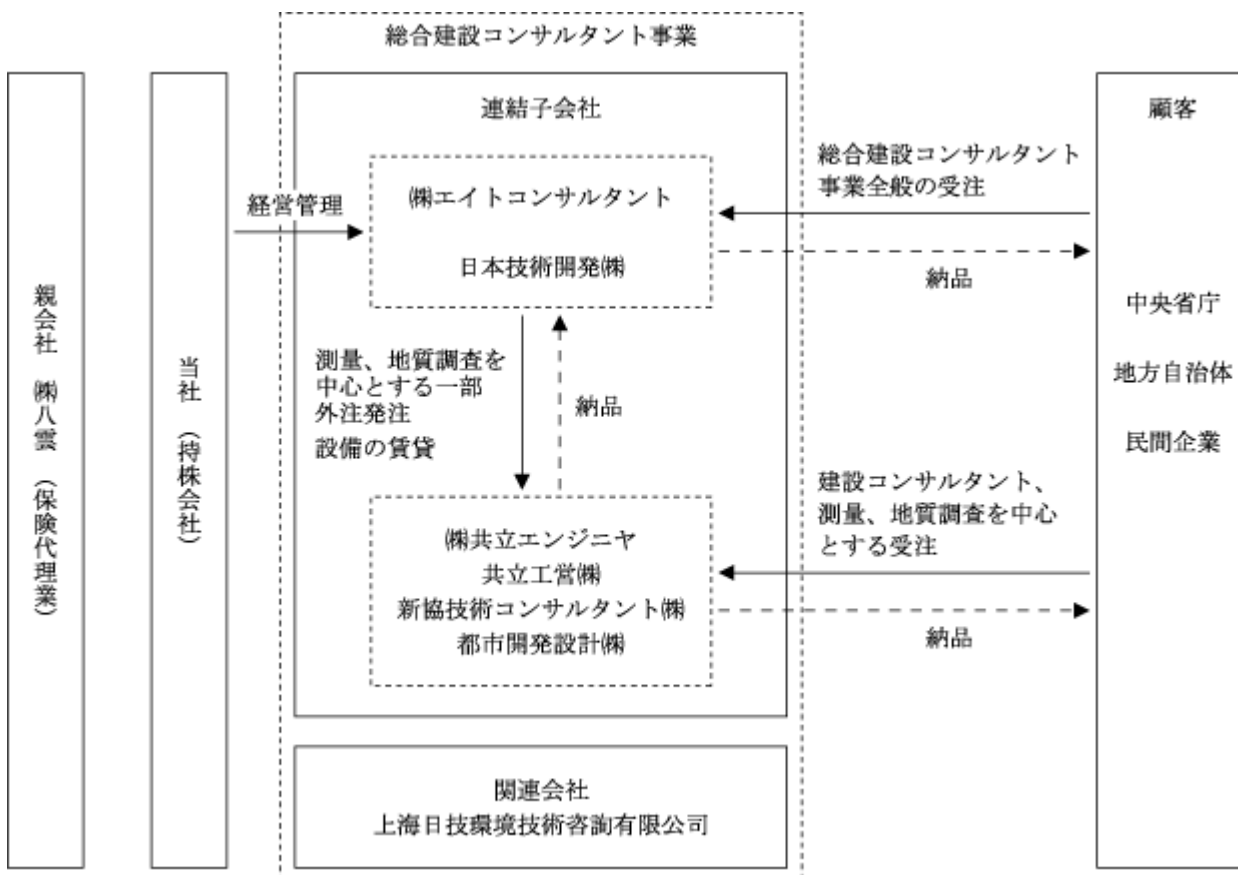 総合建設コンサルタント事業
親会社 ㈱八雲 (保険代理業)
当社 (持株会社)
経営管理
連結子会社
㈱エイトコンサルタント
日本技術開発㈱
測量、地質調査を
中心とする一部
外注発注
設備の賃貸
納品
㈱共立エンジニヤ
共立工営㈱
新協技術コンサルタント㈱
都市開発設計㈱
関連会社
上海日技環境技術咨詢有限公司
総合建設コンサルタント
事業全般の受注
納品
建設コンサルタント、
測量、地質調査を中心
とする受注
納品
顧客
中央省庁
地方自治体
民間企業